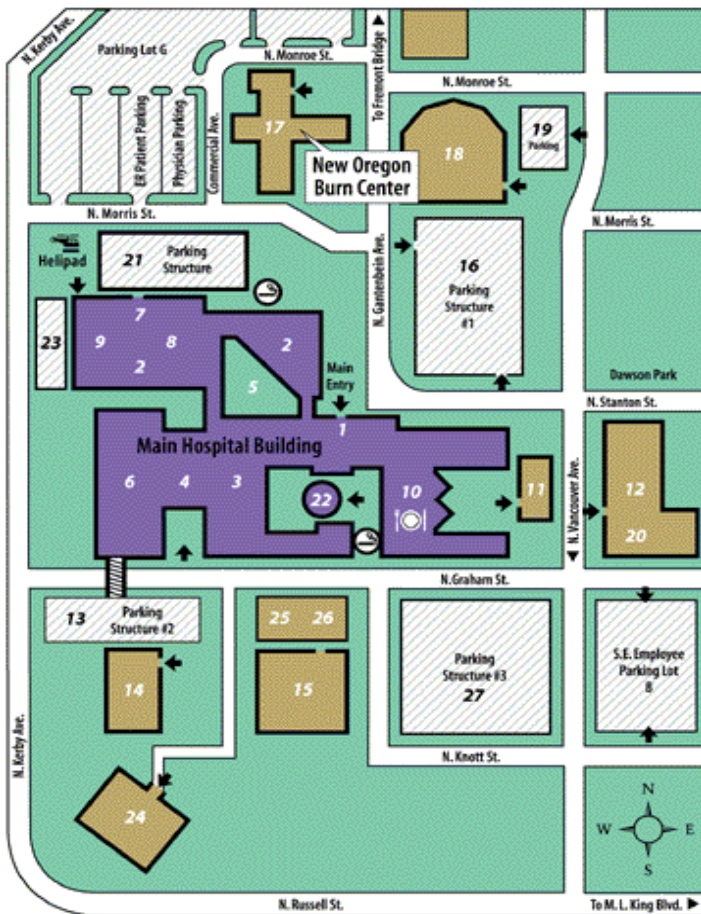 N. Kerby Ave.
Parking Lot G
N. Monroe St.
To Fremont Bridge
N. Monroe St.
ER Patient Parking
Physician Parking
Commercial Ave.
17
New Oregon
Burn Center
18
19
Parking
N. Morris St.
N. Morris St.
Helipad
21
Parking
Structure
N. Gantenbein Ave.
16
Parking
Structure
#1
23
7
9
8
2
2
5
Main
Entry
Dawson Park
N. Stanton St.
1
Main Hospital Building
6
4
3
22
10
11
N. Vancouver Ave.
12
20
N. Graham St.
13
Parking
Structure #2
25
26
Parking
Structure #3
27
S.E. Employee
Parking Lot
B
14
15
N. Kerby Ave.
N. Knott St.
24
N
W
E
S
N. Russell St.
To M. L. King Blvd.